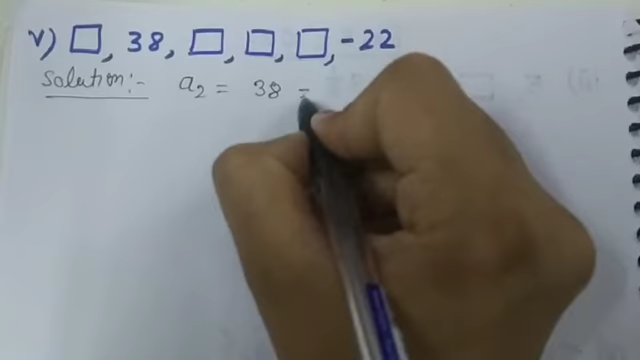 v) □, 38, □, □, □, -22
Solution:- a₂ = 38 =